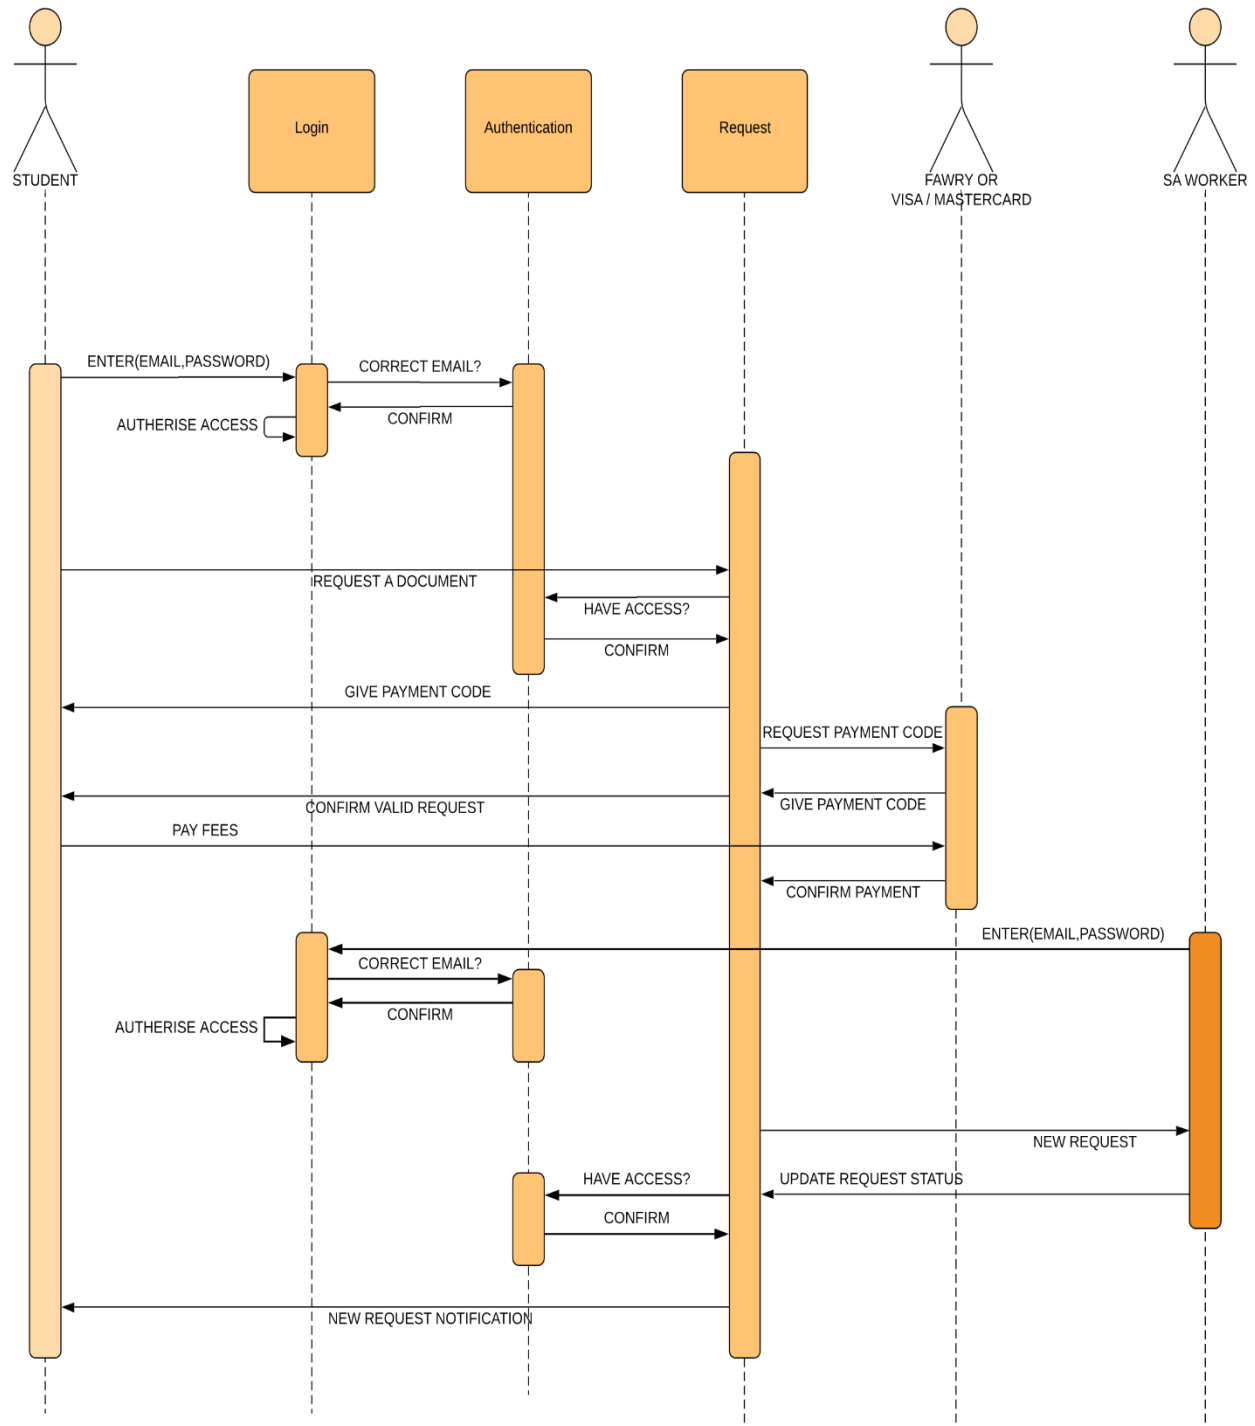 Login
Authentication
Request
STUDENT
FAWRY OR
VISA / MASTERCARD
SA WORKER
ENTER(EMAIL,PASSWORD)
CORRECT EMAIL?
CONFIRM
AUTHERISE ACCESS
REQUEST A DOCUMENT
HAVE ACCESS?
CONFIRM
GIVE PAYMENT CODE
REQUEST PAYMENT CODE
GIVE PAYMENT CODE
CONFIRM VALID REQUEST
PAY FEES
CONFIRM PAYMENT
ENTER(EMAIL,PASSWORD)
CORRECT EMAIL?
CONFIRM
AUTHERISE ACCESS
NEW REQUEST
HAVE ACCESS?
UPDATE REQUEST STATUS
CONFIRM
NEW REQUEST NOTIFICATION